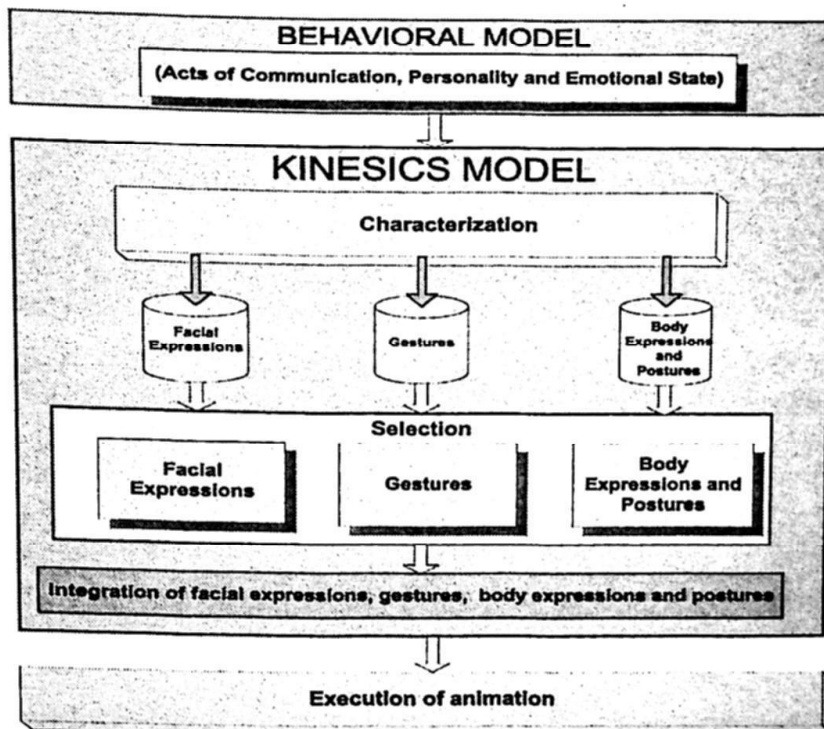 BEHAVIORAL MODEL
(Acts of Communication, Personality and Emotional State)
KINESICS MODEL
Characterization
Facial
Expressions
Gestures
Body
Expressions
and
Postures
Selection
Facial
Expressions
Gestures
Body
Expressions and
Postures
Integration of facial expressions, gestures, body expressions and postures
Execution of animation